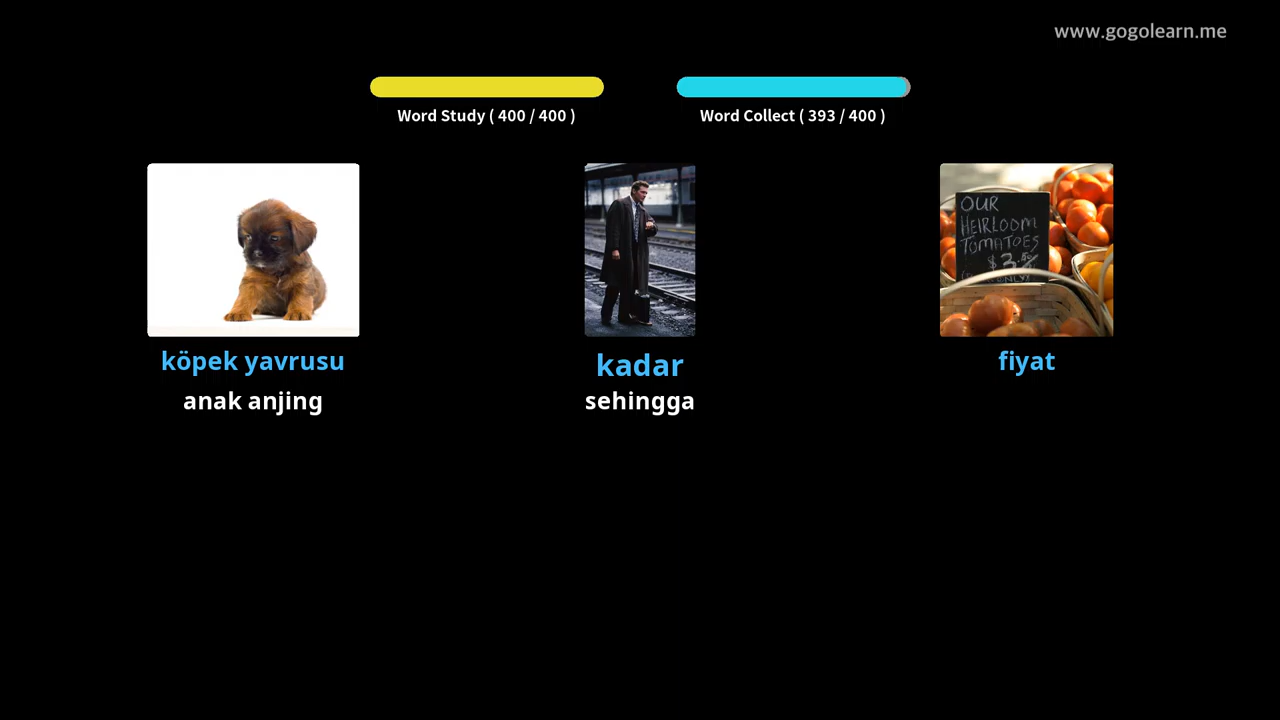 www.gogolearn.me
Word Study ( 400 / 400 )
Word Collect ( 393 / 400 )
OUR
HEIRLOOM
TOMATOES
köpek yavrusu
kadar
fiyat
anak anjing
sehingga